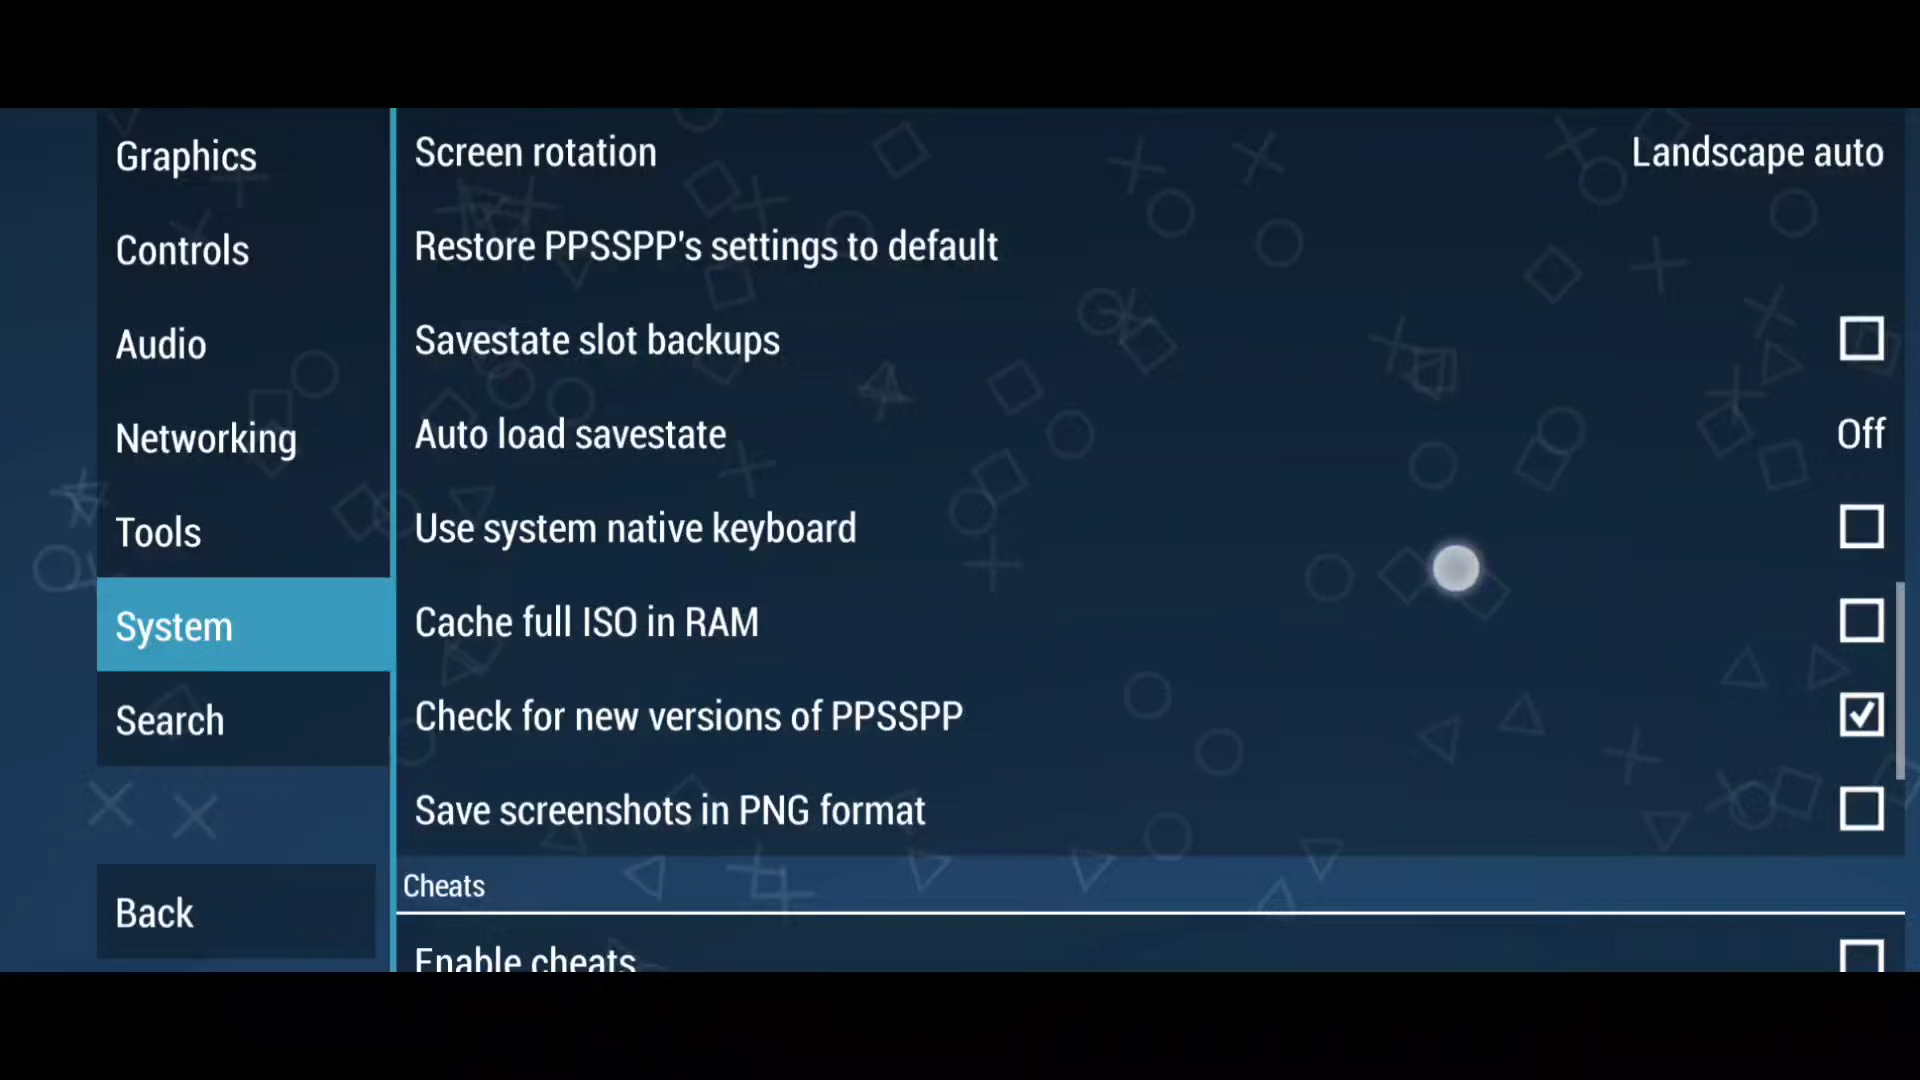 Graphics
Controls
Audio
Networking
Tools
System
Search
Back
Screen rotation Landscape auto
Restore PPSSPP's settings to default
Savestate slot backups
Auto load savestate Off
Use system native keyboard
Cache full ISO in RAM
Check for new versions of PPSSPP
Save screenshots in PNG format
Cheats
Enable cheats